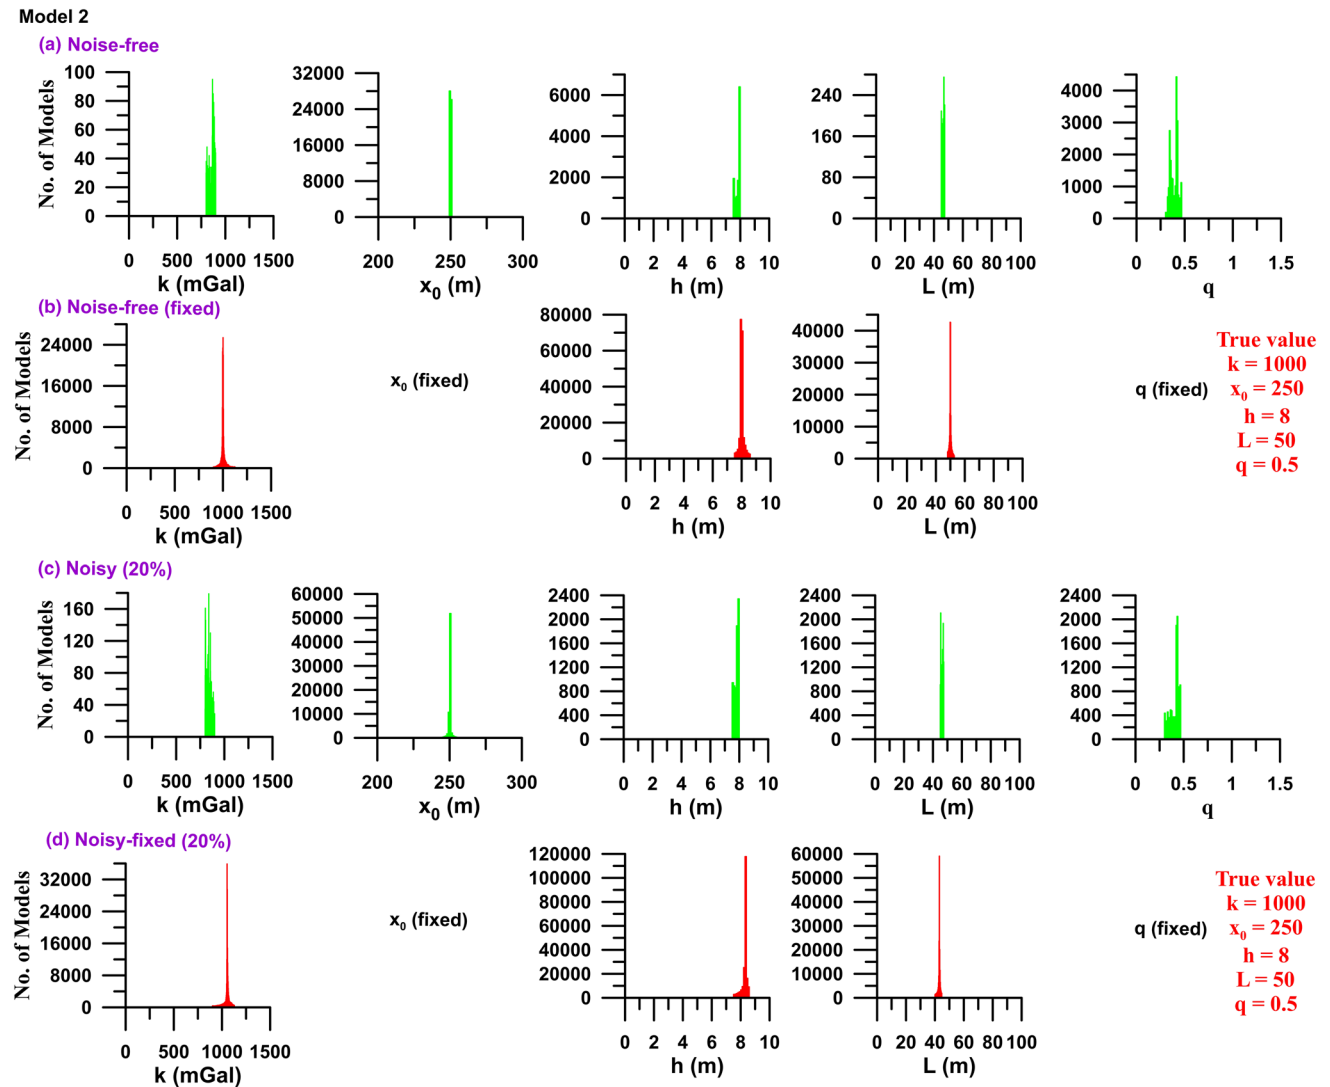 Model 2
(a) Noise-free
No. of Models
100
80
60
40
20
0
0 500 1000 1500
k (mGal)
32000
24000
16000
8000
0
200 250 300
x₀ (m)
6000
4000
2000
0
0 2 4 6 8 10
h (m)
240
160
80
0
0 20 40 60 80 100
L (m)
4000
3000
2000
1000
0
0 0.5 1 1.5
q
(b) Noise-free (fixed)
No. of Models
24000
16000
8000
0
0 500 1000 1500
k (mGal)
x₀ (fixed)
80000
60000
40000
20000
0
0 2 4 6 8 10
h (m)
40000
30000
20000
10000
0
0 20 40 60 80 100
L (m)
q (fixed)
True value
k = 1000
x₀ = 250
h = 8
L = 50
q = 0.5
(c) Noisy (20%)
No. of Models
160
120
80
40
0
0 500 1000 1500
k (mGal)
60000
50000
40000
30000
20000
10000
0
200 250 300
x₀ (m)
2400
2000
1600
1200
800
400
0
0 2 4 6 8 10
h (m)
2400
2000
1600
1200
800
400
0
0 20 40 60 80 100
L (m)
2400
2000
1600
1200
800
400
0
0 0.5 1 1.5
q
(d) Noisy-fixed (20%)
No. of Models
32000
24000
16000
8000
0
0 500 1000 1500
k (mGal)
x₀ (fixed)
120000
100000
80000
60000
40000
20000
0
0 2 4 6 8 10
h (m)
60000
50000
40000
30000
20000
10000
0
0 20 40 60 80 100
L (m)
q (fixed)
True value
k = 1000
x₀ = 250
h = 8
L = 50
q = 0.5